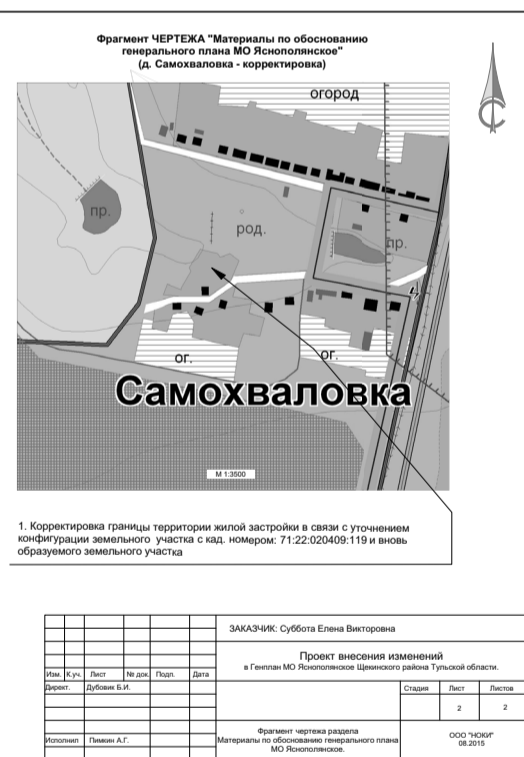 Фрагмент ЧЕРТЕЖА "Материалы по обоснованию
генерального плана МО Яснополянское"
(д. Самохваловка - корректировка)
С
огород
пр.
род.
пр.
ог.
ог.
Самохваловка
М 1:3500
1. Корректировка границы территории жилой застройки в связи с уточнением
конфигурации земельного участка с кад. номером: 71:22:020409:119 и вновь
образуемого земельного участка
ЗАКАЗЧИК: Суббота Елена Викторовна
Проект внесения изменений
в Генплан МО Яснополянское Щекинского района Тульской области.
Изм. К.уч. Лист № док. Подп. Дата
Директ. Дубовик Б.И.
Стадия Лист Листов
2 2
Исполнил Пимкин А.Г.
Фрагмент чертежа раздела
Материалы по обоснованию генерального плана
МО Яснополянское.
ООО "НОКИ"
08.2015